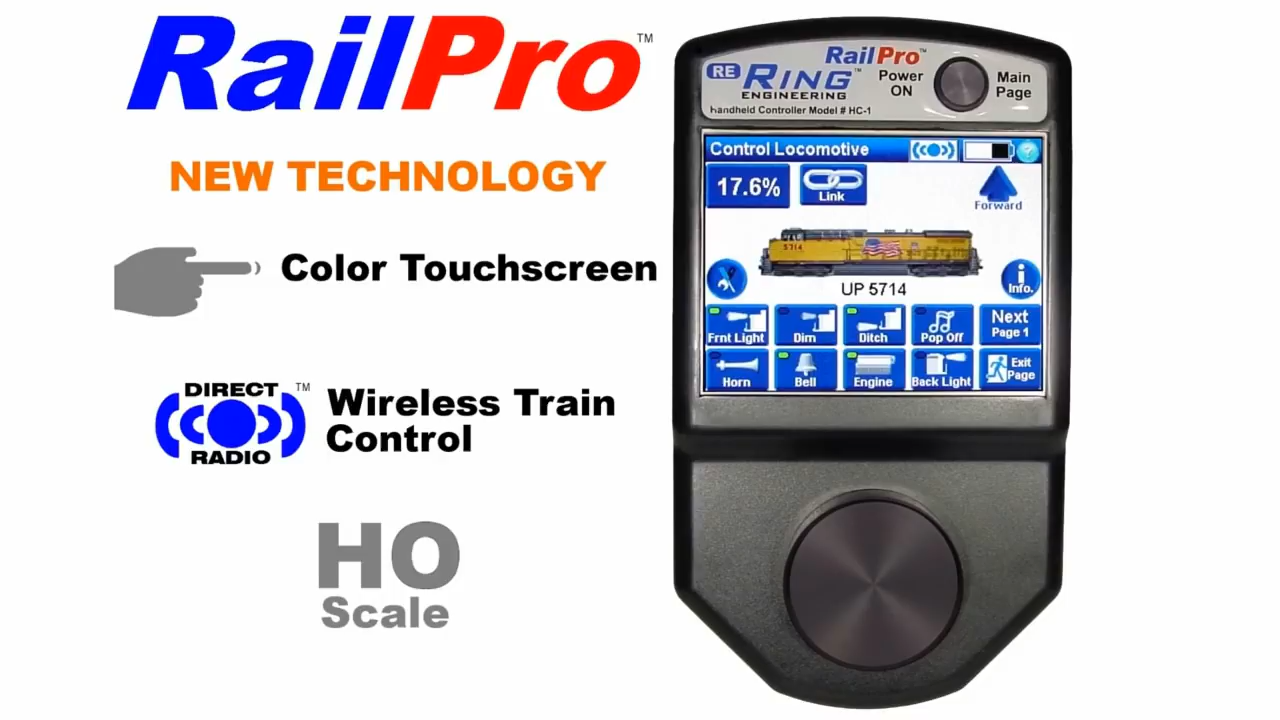 RailPro™
NEW TECHNOLOGY
Color Touchscreen
DIRECT ™
RADIO
Wireless Train
Control
HO
Scale
RailPro™
RE RING™
ENGINEERING
Handheld Controller Model # HC-1
Power
ON
Main
Page
Control Locomotive
?
17.6%
Link
Forward
5714
UP 5714
i
Info.
Frnt Light
Dim
Ditch
Pop Off
Next
Page 1
Horn
Bell
Engine
Back Light
Exit
Page